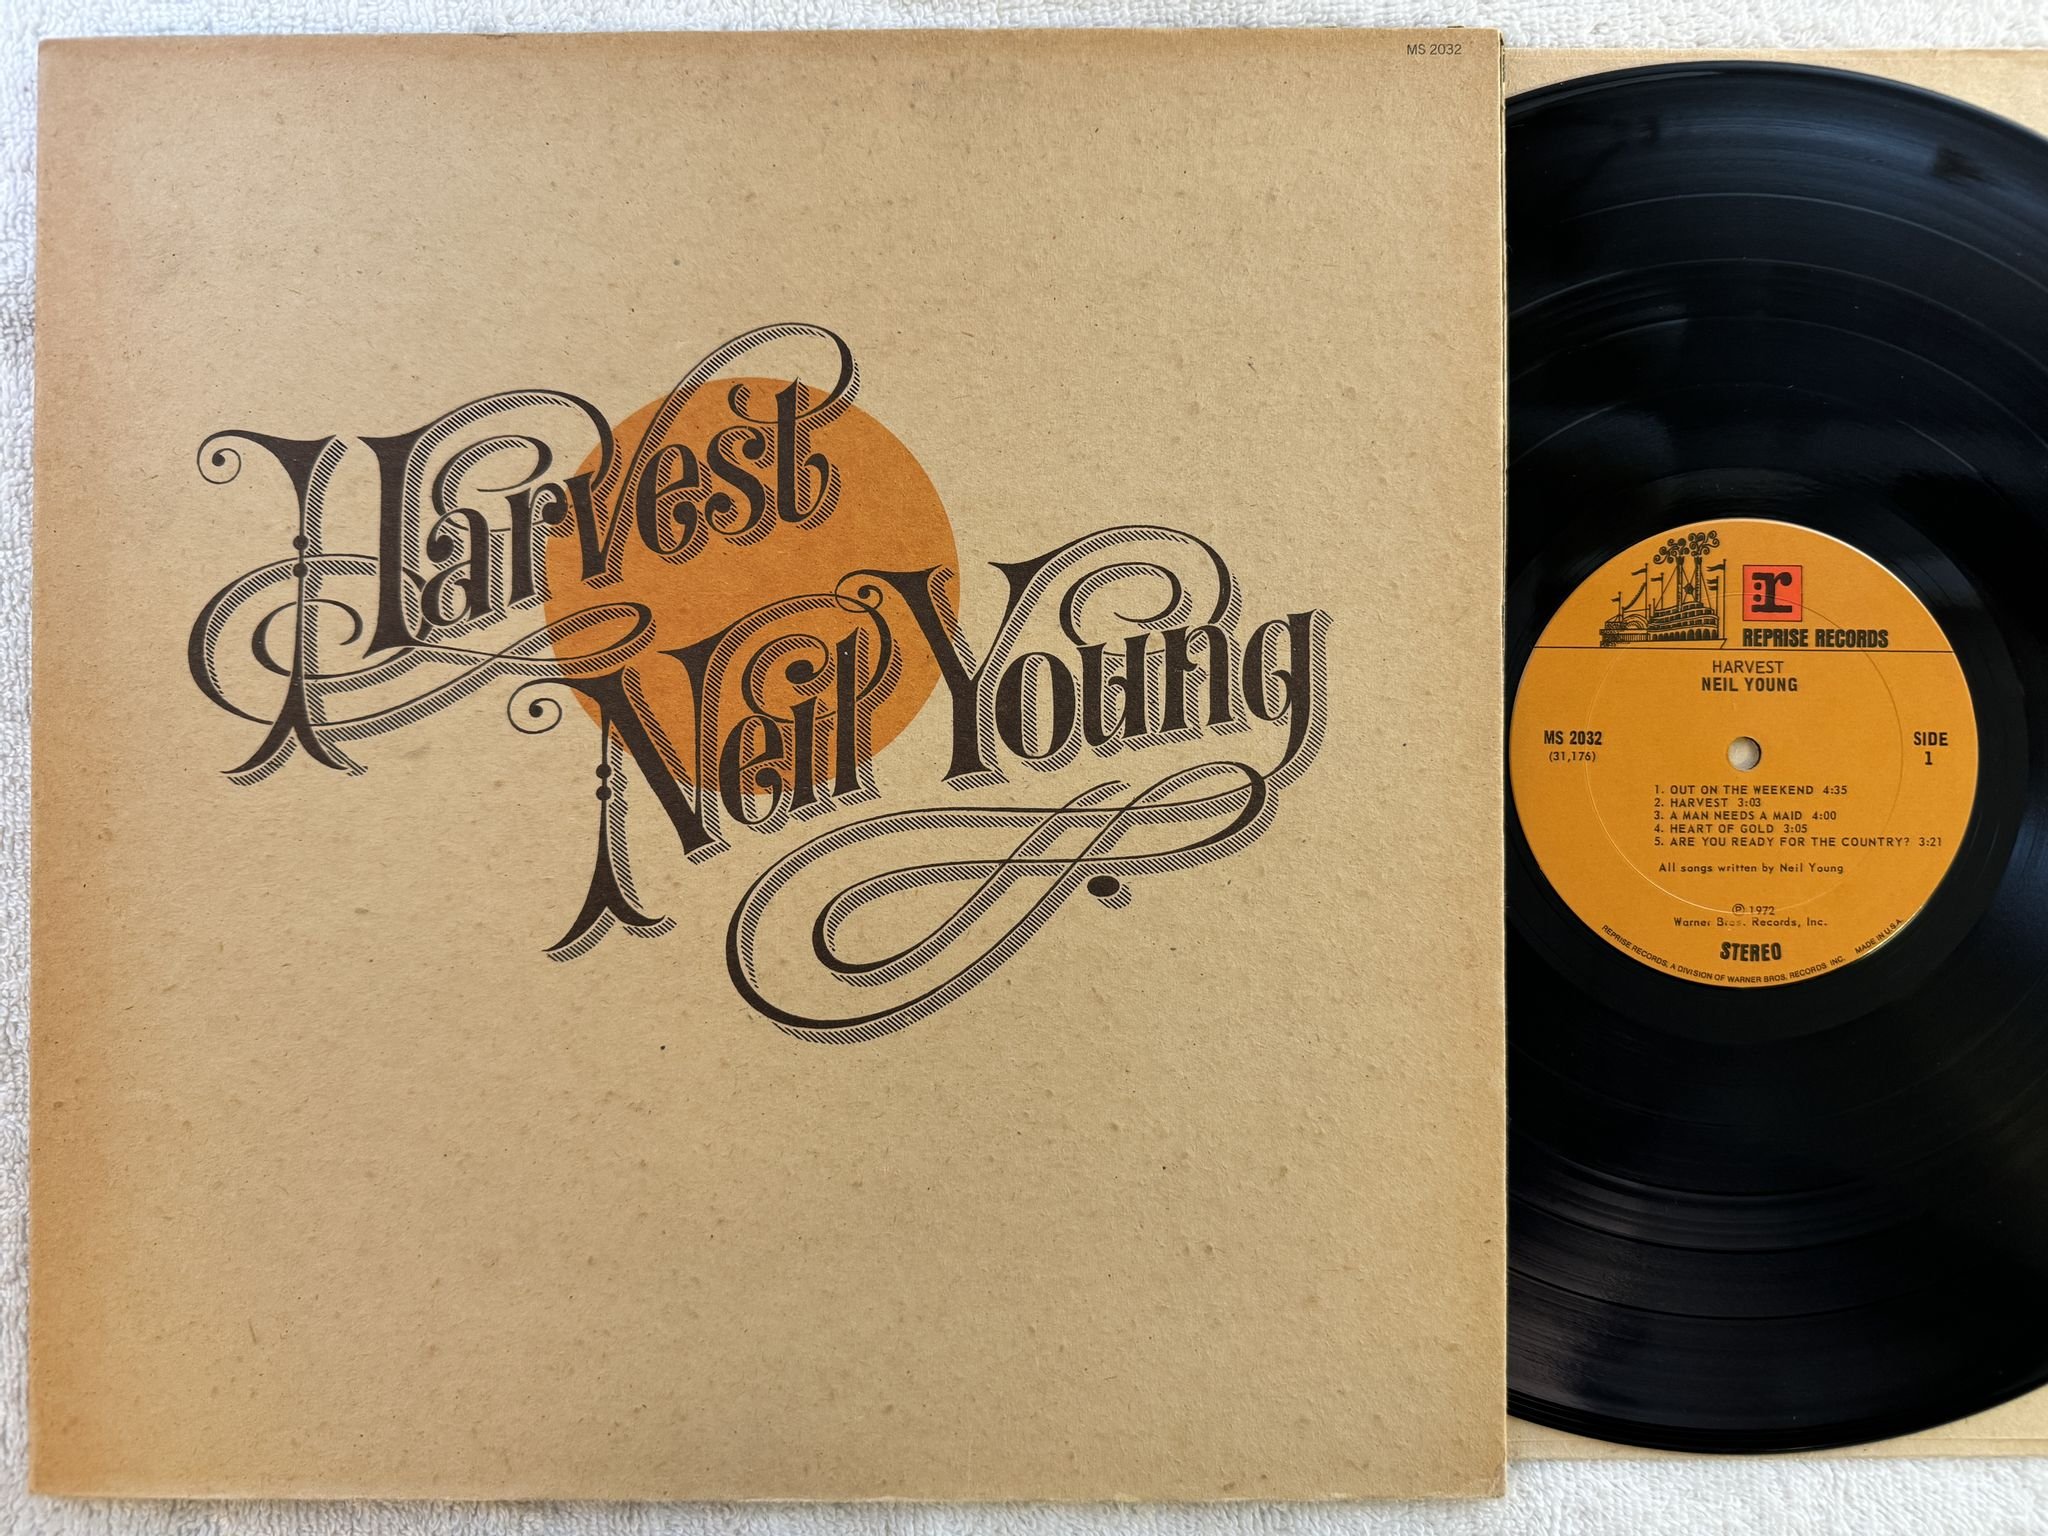 MS 2032
Harvest
Neil Young
r
REPRISE RECORDS
HARVEST
NEIL YOUNG
MS 2032
(31,176)
SIDE
1
1. OUT ON THE WEEKEND 4:35
2. HARVEST 3:03
3. A MAN NEEDS A MAID 4:00
4. HEART OF GOLD 3:05
5. ARE YOU READY FOR THE COUNTRY? 3:21
All songs written by Neil Young
℗ 1972
Warner Bros. Records, Inc.
STEREO
REPRISE RECORDS, A DIVISION OF WARNER BROS. RECORDS INC. MADE IN U.S.A.